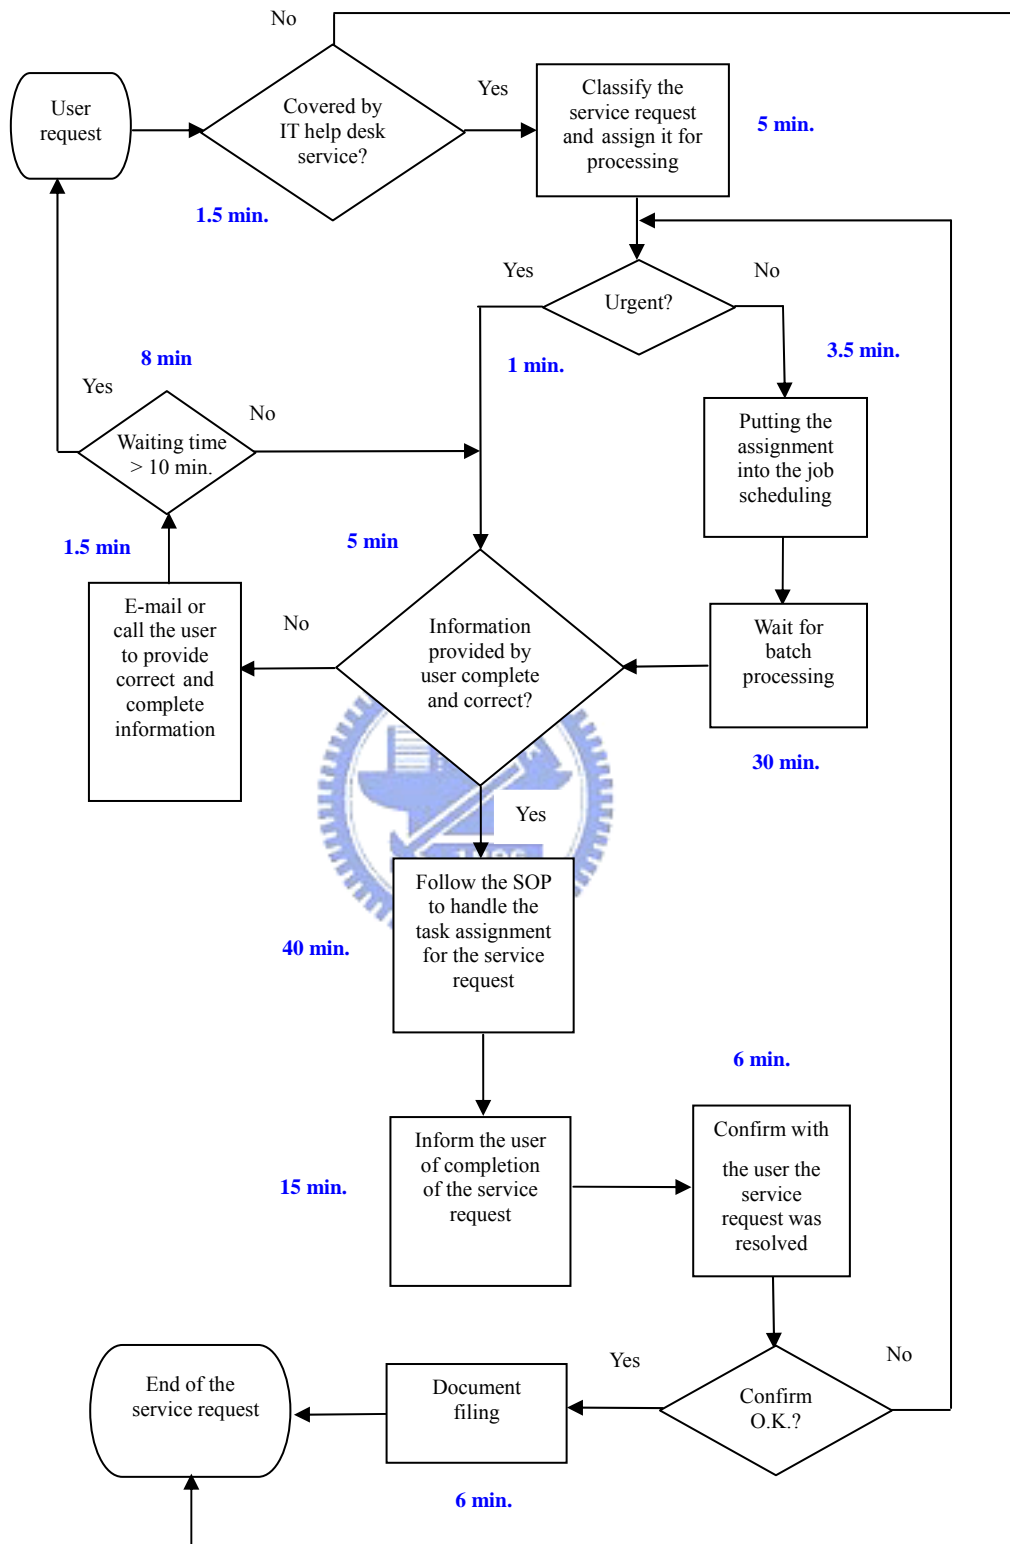 No
User
request
Covered by
IT help desk
service?
Yes
Classify the
service request
and assign it for
processing
5 min.
1.5 min.
Yes
Urgent?
No
1 min.
3.5 min.
8 min
Yes
Waiting time
> 10 min.
No
Putting the
assignment
into the job
scheduling
1.5 min
5 min
E-mail or
call the user
to provide
correct and
complete
information
No
Information
provided by
user complete
and correct?
Wait for
batch
processing
30 min.
Yes
Follow the SOP
to handle the
task assignment
for the service
request
40 min.
6 min.
Inform the user
of completion
of the service
request
15 min.
Confirm with
the user the
service
request was
resolved
End of the
service request
Document
filing
Yes
Confirm
O.K.?
No
6 min.